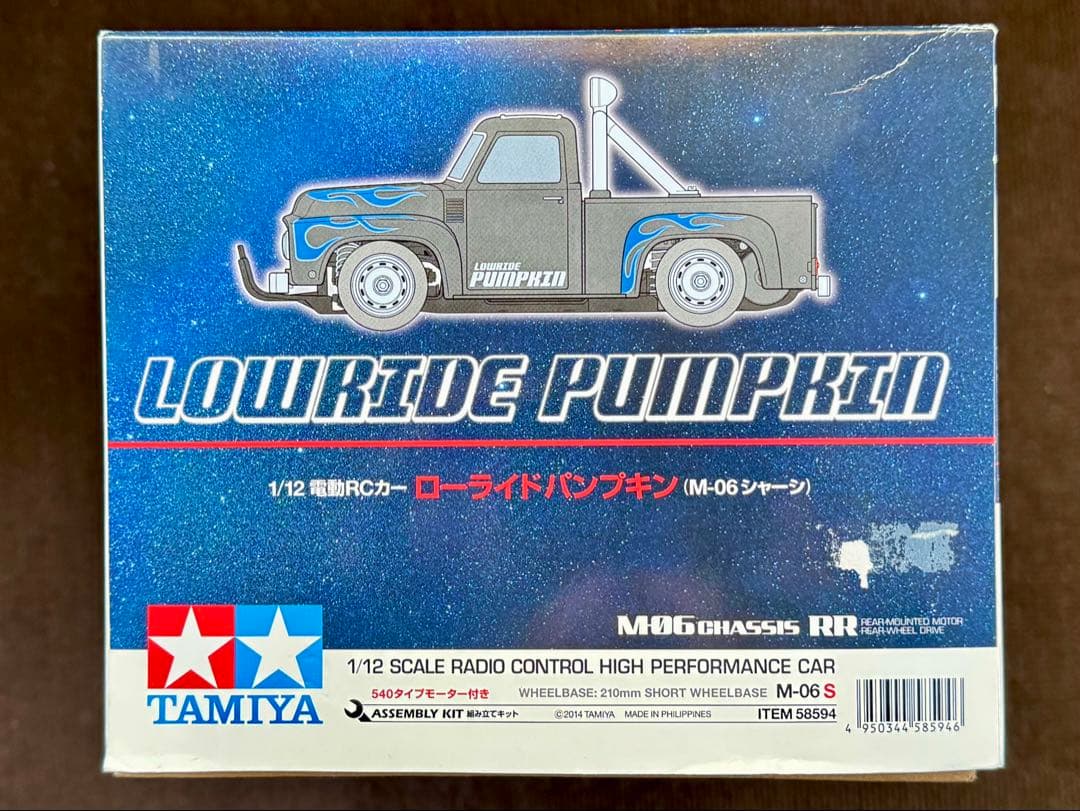 LOWRIDE
PUMPKIN
LOWRIDE PUMPKIN
1/12 電動RCカー ローライドパンプキン (M-06シャーシ)
M-06 CHASSIS RR REAR-MOUNTED MOTOR
REAR-WHEEL DRIVE
TAMIYA
1/12 SCALE RADIO CONTROL HIGH PERFORMANCE CAR
540タイプモーター付き WHEELBASE: 210mm SHORT WHEELBASE M-06 S
ASSEMBLY KIT 組み立てキット ©2014 TAMIYA MADE IN PHILIPPINES ITEM 58594
4 950344 585946